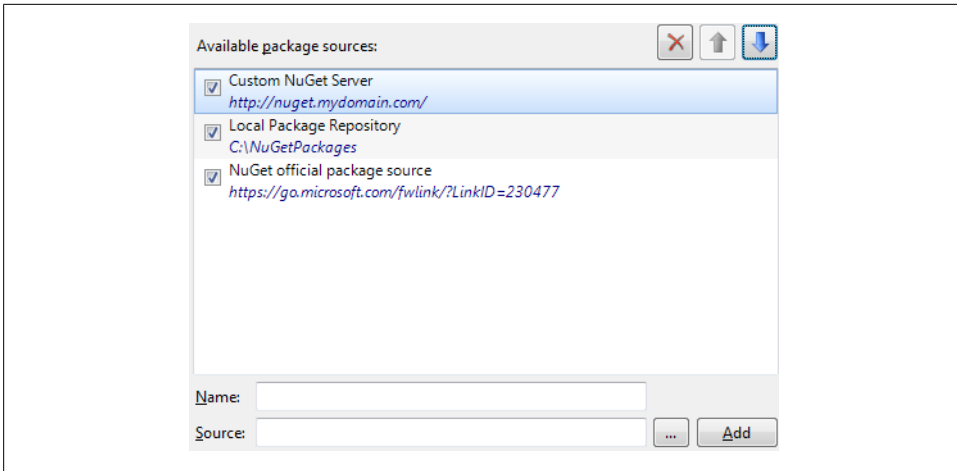 Available package sources:
Custom NuGet Server
http://nuget.mydomain.com/
Local Package Repository
C:\NuGetPackages
NuGet official package source
https://go.microsoft.com/fwlink/?LinkID=230477
Name:
Source:
...
Add